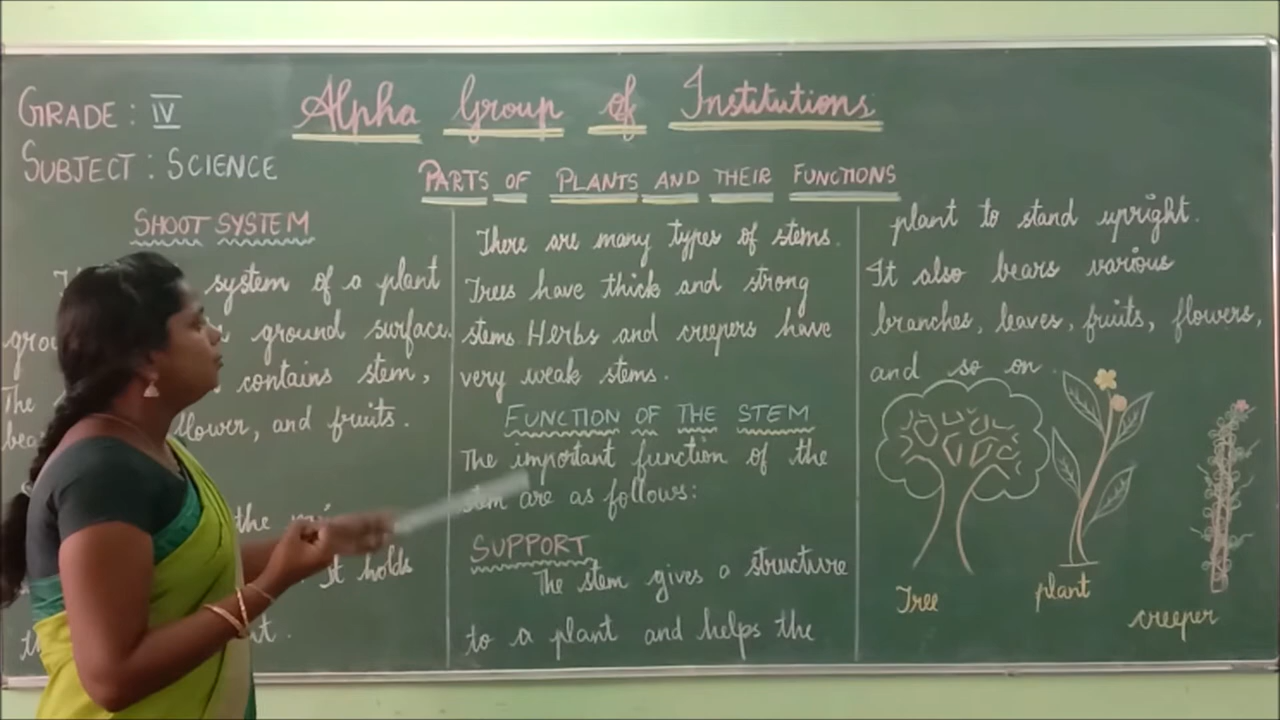 GRADE : IV
Alpha Group of Institutions
SUBJECT : SCIENCE
PARTS OF PLANTS AND THEIR FUNCTIONS
SHOOT SYSTEM
system of a plant
ground surface.
The contains stem,
flower, and fruits.
the
It holds
There are many types of stems.
Trees have thick and strong
stems. Herbs and creepers have
very weak stems.
FUNCTION OF THE STEM
The important function of the
stem are as follows:
SUPPORT
The stem gives a structure
to a plant and helps the
plant to stand upright.
It also bears various
branches, leaves, fruits, flowers,
and so on.
Tree
plant
creeper